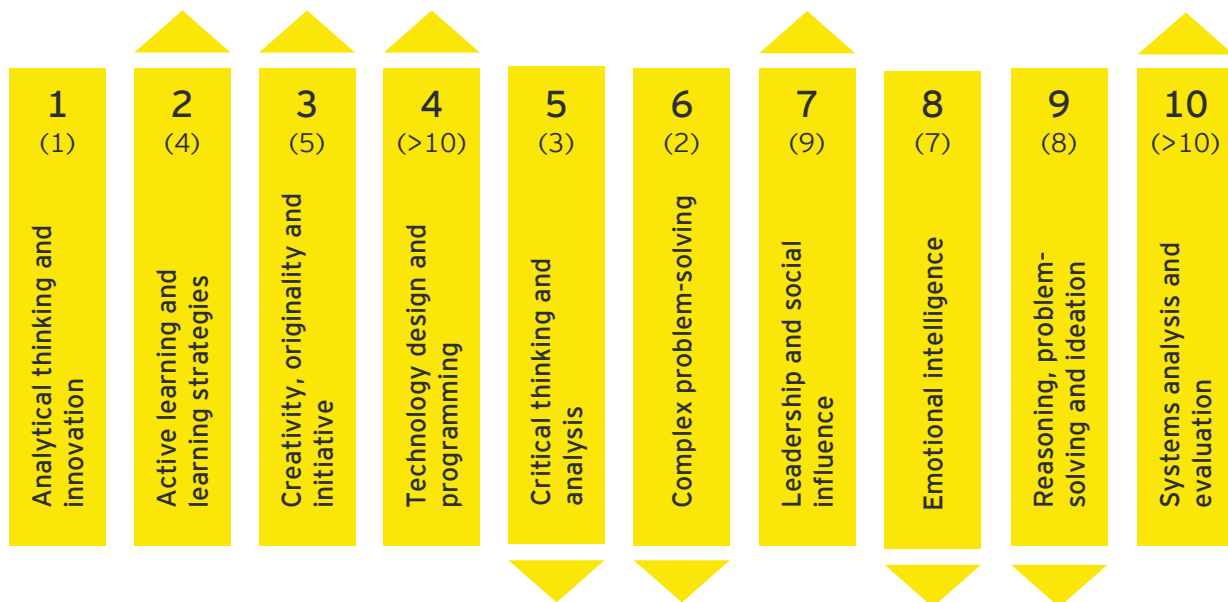 1
(1)
Analytical thinking and
innovation
2
(4)
Active learning and
learning strategies
3
(5)
Creativity, originality and
initiative
4
(>10)
Technology design and
programming
5
(3)
Critical thinking and
analysis
6
(2)
Complex problem-solving
7
(9)
Leadership and social
influence
8
(7)
Emotional intelligence
9
(8)
Reasoning, problem-
solving and ideation
10
(>10)
Systems analysis and
evaluation